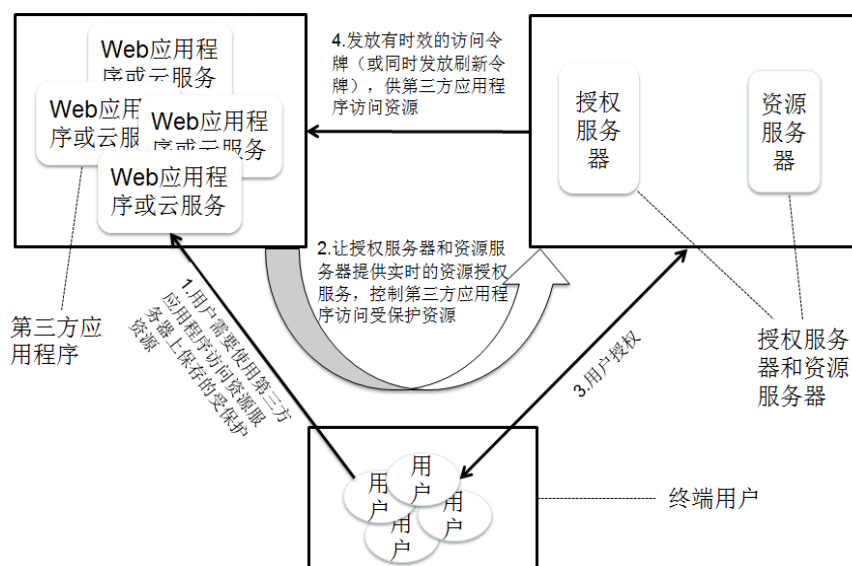 Web应用程
序或云服务
Web应用程
序或云服务
Web应用程
序或云服务
Web应用程
序或云服务
4.发放有时效的访问令
牌（或同时发放刷新令
牌），供第三方应用程
序访问资源
授权
服务
器
资源
服务
器
2.让授权服务器和资源服
务器提供实时的资源授权
服务，控制第三方应用程
序访问受保护资源
1.用户需要使用第三方
应用程序访问资源服
务器上保存的受保护
资源
3.用户授权
第三方应
用程序
授权服务
器和资源
服务器
用
户
用
户
用
户
用
户
终端用户